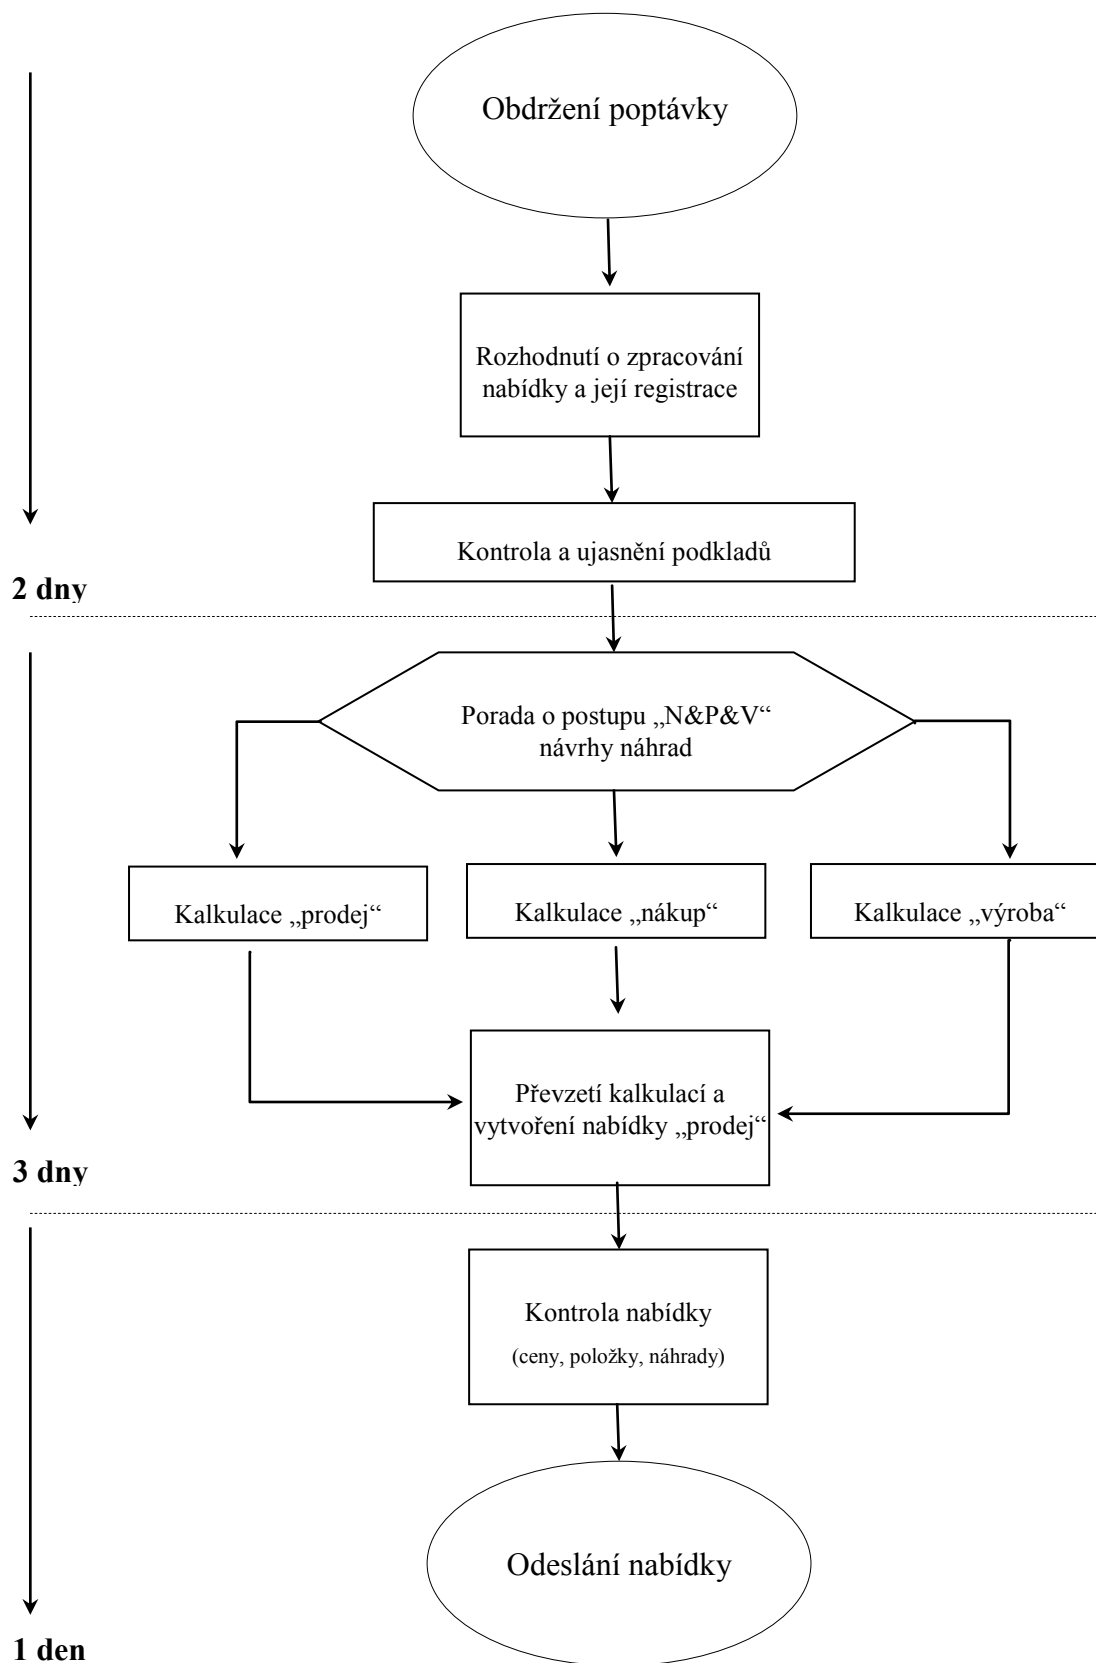 Obdržení poptávky
Rozhodnutí o zpracování
nabídky a její registrace
Kontrola a ujasnění podkladů
2 dny
Porada o postupu „N&P&V“
návrhy náhrad
Kalkulace „prodej“
Kalkulace „nákup“
Kalkulace „výroba“
Převzetí kalkulací a
vytvoření nabídky „prodej“
3 dny
Kontrola nabídky
(ceny, položky, náhrady)
Odeslání nabídky
1 den